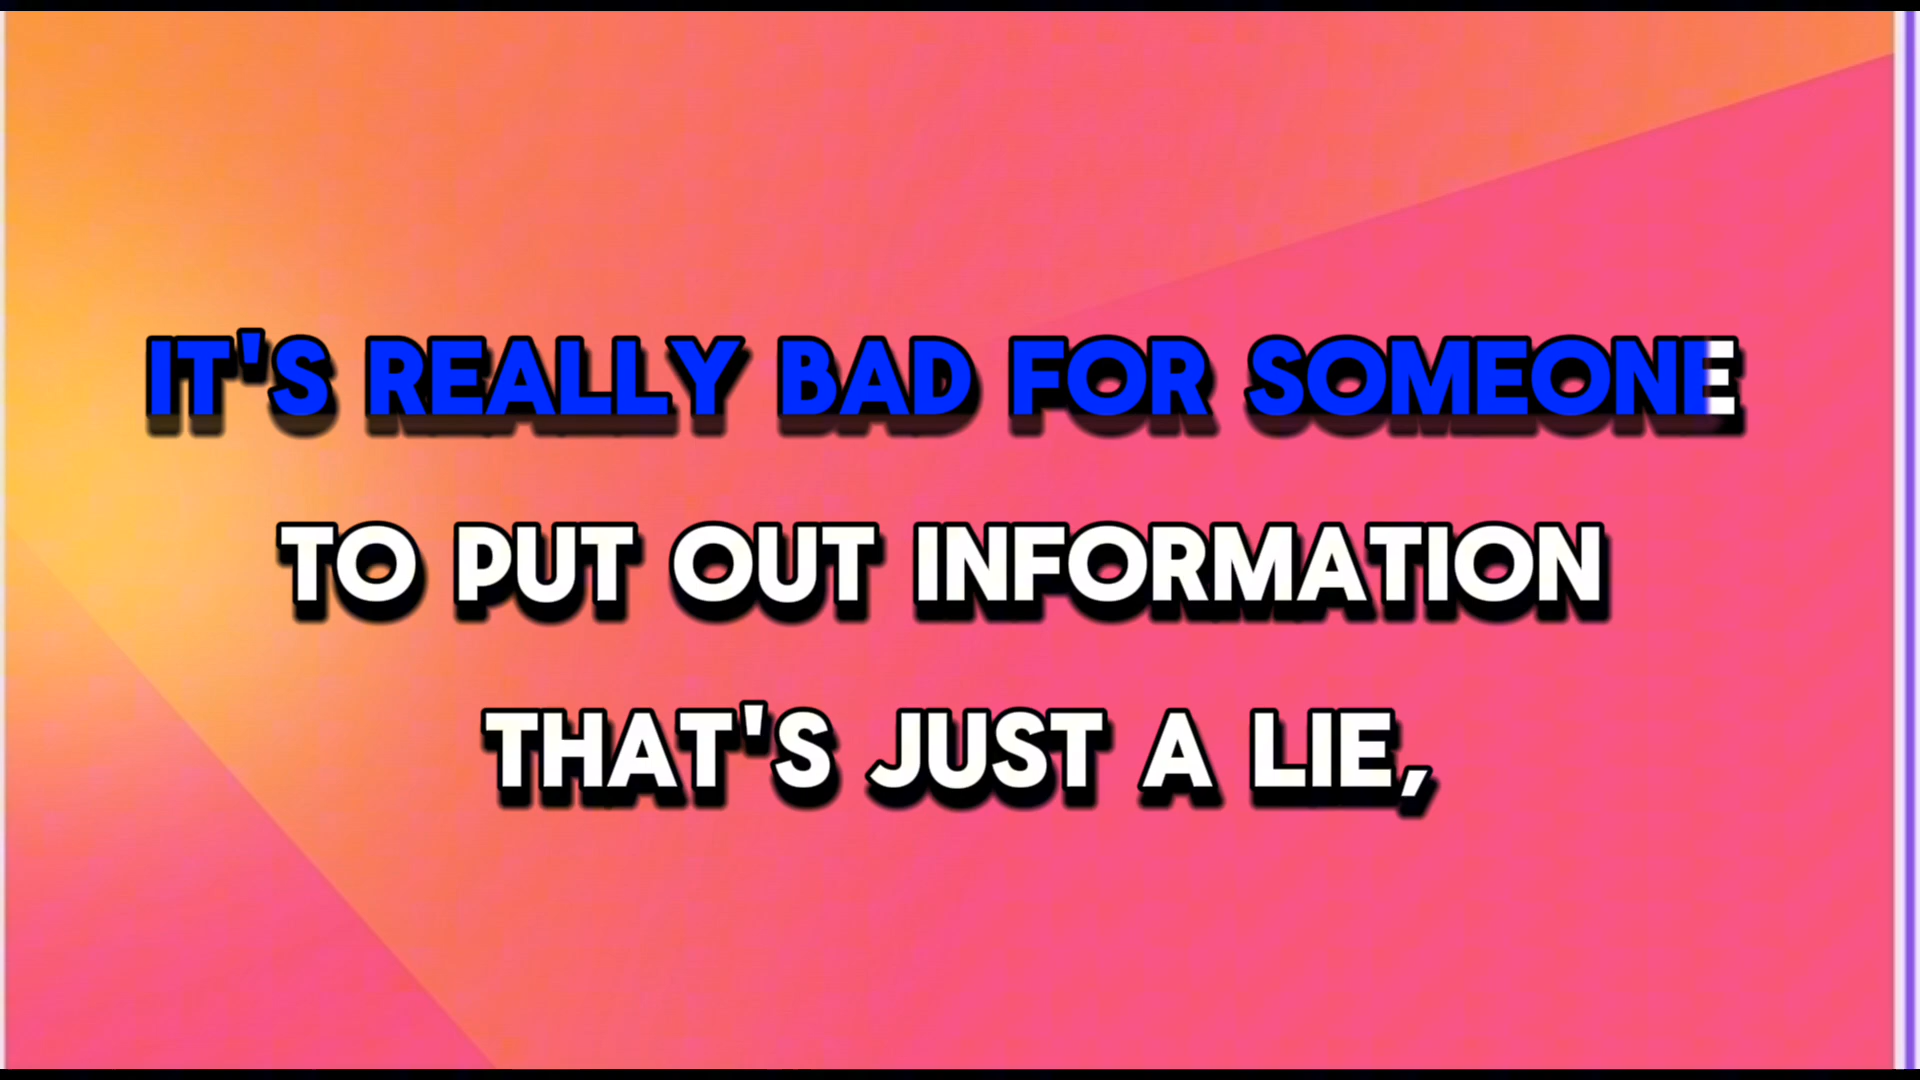 IT'S REALLY BAD FOR SOMEONE
TO PUT OUT INFORMATION
THAT'S JUST A LIE,